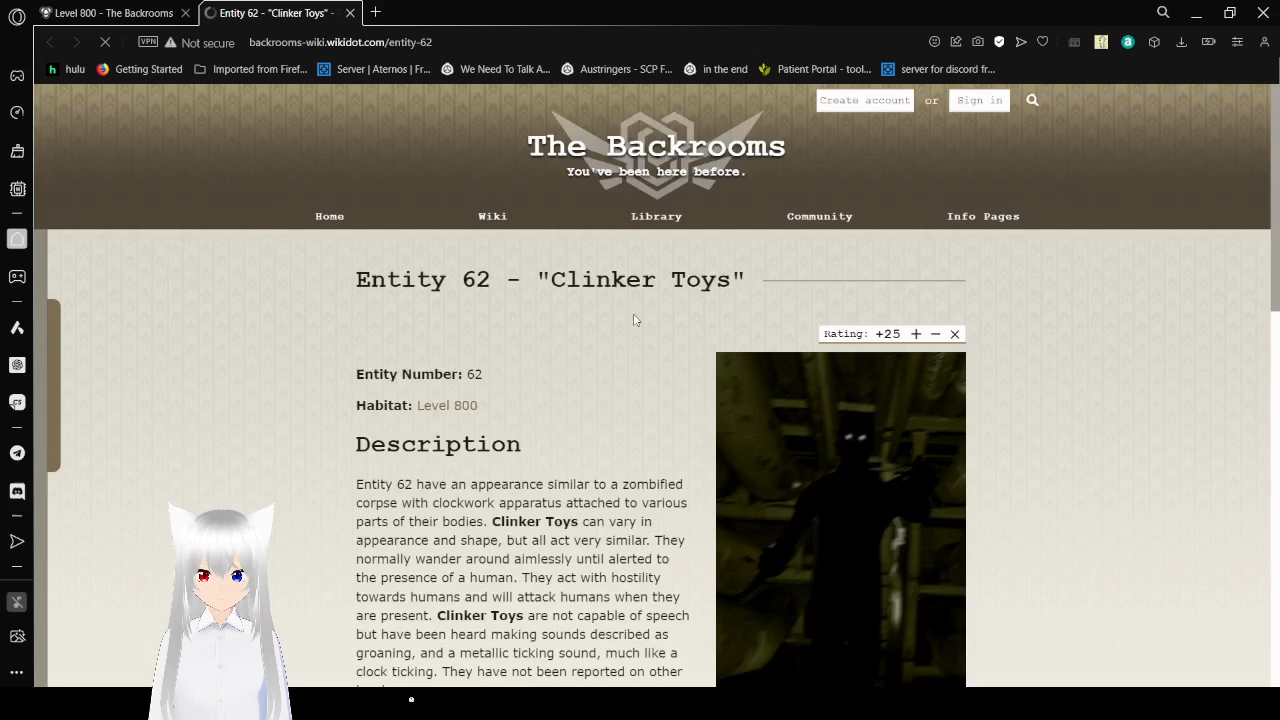 Level 800 - The Backrooms
Entity 62 - "Clinker Toys" -
VPN
Not secure
backrooms-wiki.wikidot.com/entity-62
hulu
Getting Started
Imported from Firef...
Server | Aternos | Fr...
We Need To Talk A...
Austringers - SCP F...
in the end
Patient Portal - tool...
server for discord fr...
Create account or Sign in
The Backrooms
You've been here before.
Home Wiki Library Community Info Pages
Entity 62 - "Clinker Toys"
Rating: +25 + − ×
Entity Number: 62
Habitat: Level 800
Description
Entity 62 have an appearance similar to a zombified
corpse with clockwork apparatus attached to various
parts of their bodies. Clinker Toys can vary in
appearance and shape, but all act very similar. They
normally wander around aimlessly until alerted to
the presence of a human. They act with hostility
towards humans and will attack humans when they
are present. Clinker Toys are not capable of speech
but have been heard making sounds described as
groaning, and a metallic ticking sound, much like a
clock ticking. They have not been reported on other